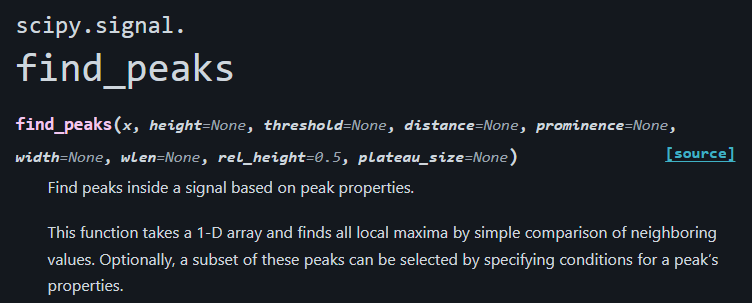 scipy.signal.
find_peaks
find_peaks(x, height=None, threshold=None, distance=None, prominence=None,
width=None, wlen=None, rel_height=0.5, plateau_size=None)
[source]
Find peaks inside a signal based on peak properties.
This function takes a 1-D array and finds all local maxima by simple comparison of neighboring
values. Optionally, a subset of these peaks can be selected by specifying conditions for a peak’s
properties.